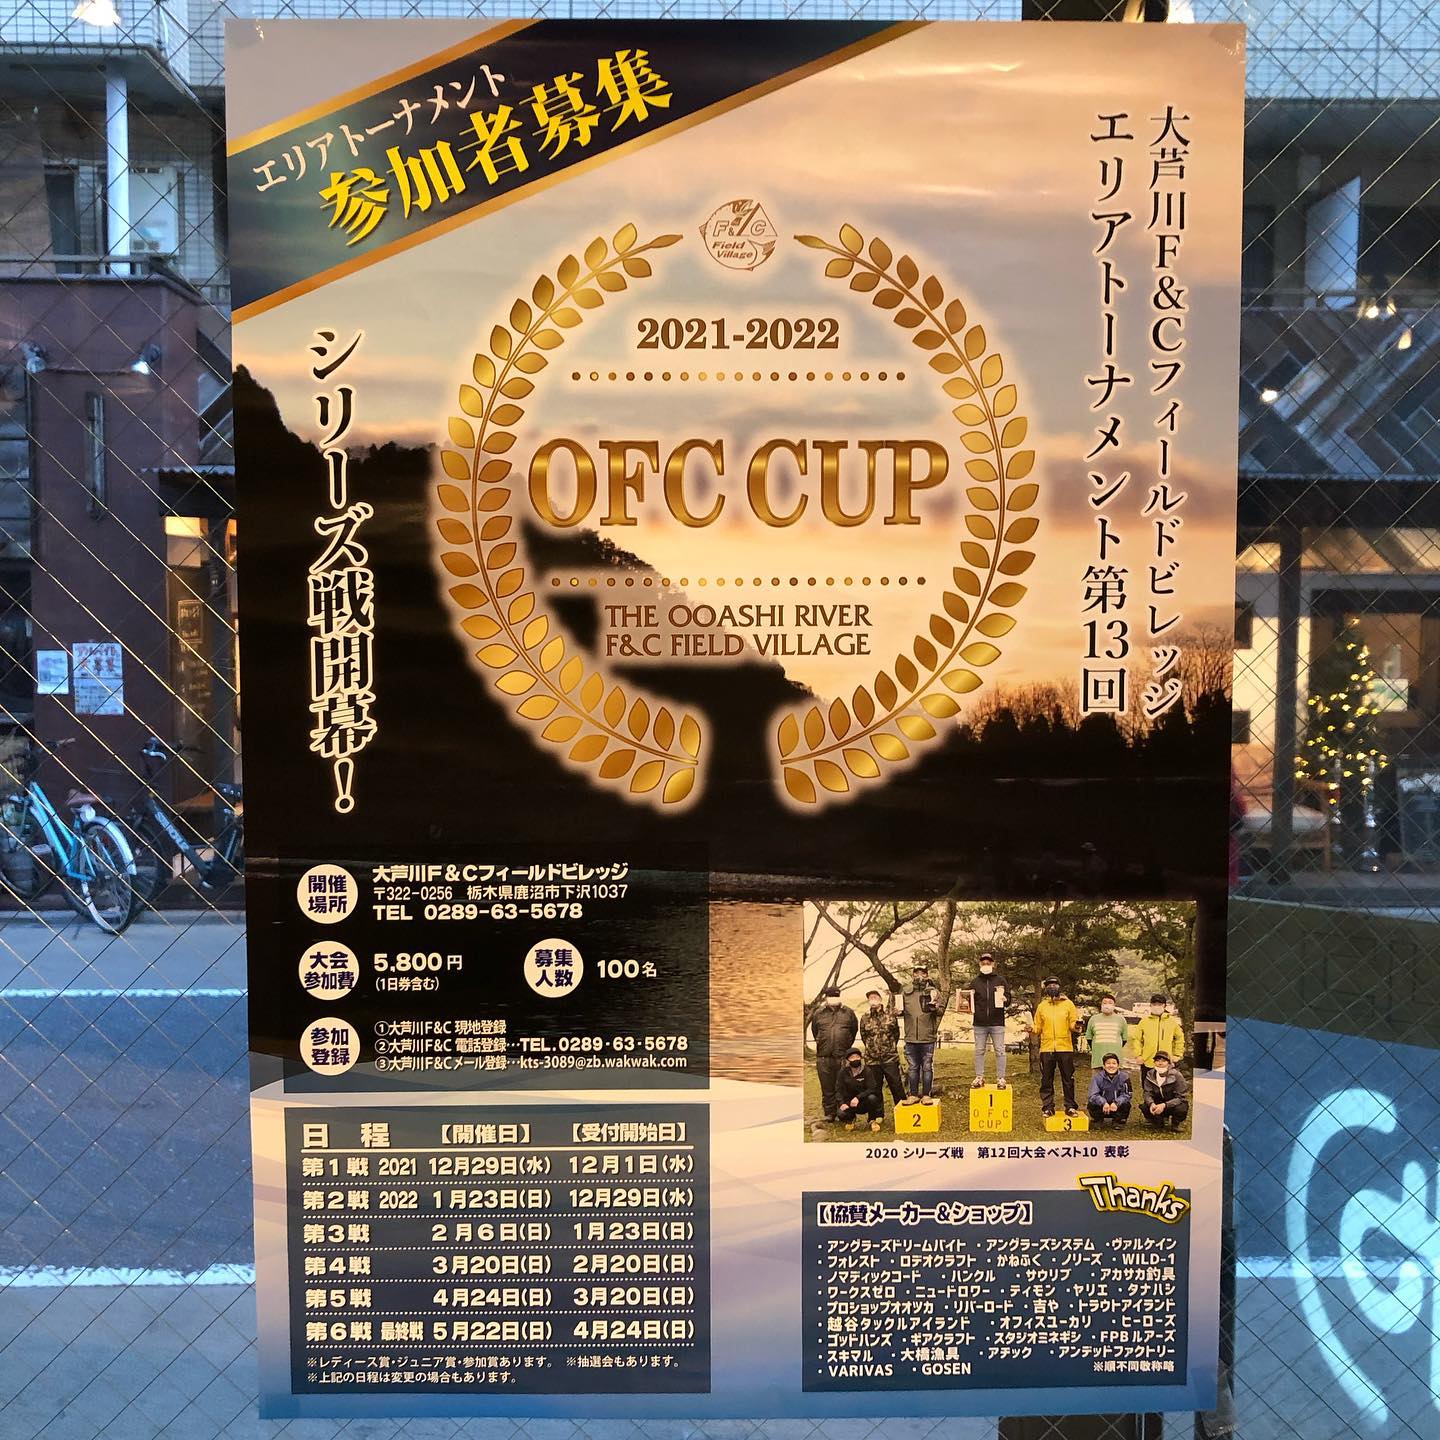 エリアトーナメント
参加者募集
大芦川F&Cフィールドビレッジ
エリアトーナメント第13回
F&C
Field
Village
2021-2022
OFC CUP
THE OOASHI RIVER
F&C FIELD VILLAGE
シリーズ戦開幕!
開催場所
大芦川F&Cフィールドビレッジ
〒322-0256 栃木県鹿沼市下沢1037
TEL 0289-63-5678
大会参加費
5,800円
(1日券含む)
募集人数
100名
参加登録
①大芦川F&C 現地登録
②大芦川F&C 電話登録…TEL.0289-63-5678
③大芦川F&C メール登録…kts-3089@zb.wakwak.com
日 程 【開催日】 【受付開始日】
第1戦 2021 12月29日(水) 12月1日(水)
第2戦 2022 1月23日(日) 12月29日(水)
第3戦 2月6日(日) 1月23日(日)
第4戦 3月20日(日) 2月20日(日)
第5戦 4月24日(日) 3月20日(日)
第6戦 最終戦 5月22日(日) 4月24日(日)
※レディース賞・ジュニア賞・参加賞あります。 ※抽選会もあります。
※上記の日程は変更の場合もあります。
2
1
OFC
CUP
3
2020 シリーズ戦 第12回大会ベスト10 表彰
Thanks
【協賛メーカー&ショップ】
・アングラーズドリームバイト ・アングラーズシステム ・ヴァルケイン
・フォレスト ・ロデオクラフト ・かねふく ・ノリーズ ・WILD-1
・ノマディックコード ・ハンクル ・サウリブ ・アカサカ釣具
・ワークスゼロ ・ニュードロワー ・ティモン ・ヤリエ ・タナハシ
・プロショップオオツカ ・リバーロード ・吉や ・トラウトアイランド
・越谷タックルアイランド ・オフィスユーカリ ・ヒーローズ
・ゴッドハンズ ・ギアクラフト ・スタジオミネギシ ・FPBルアーズ
・スキマル ・大橋漁具 ・アチック ・アンデッドファクトリー
・VARIVAS ・GOSEN ※順不同敬称略